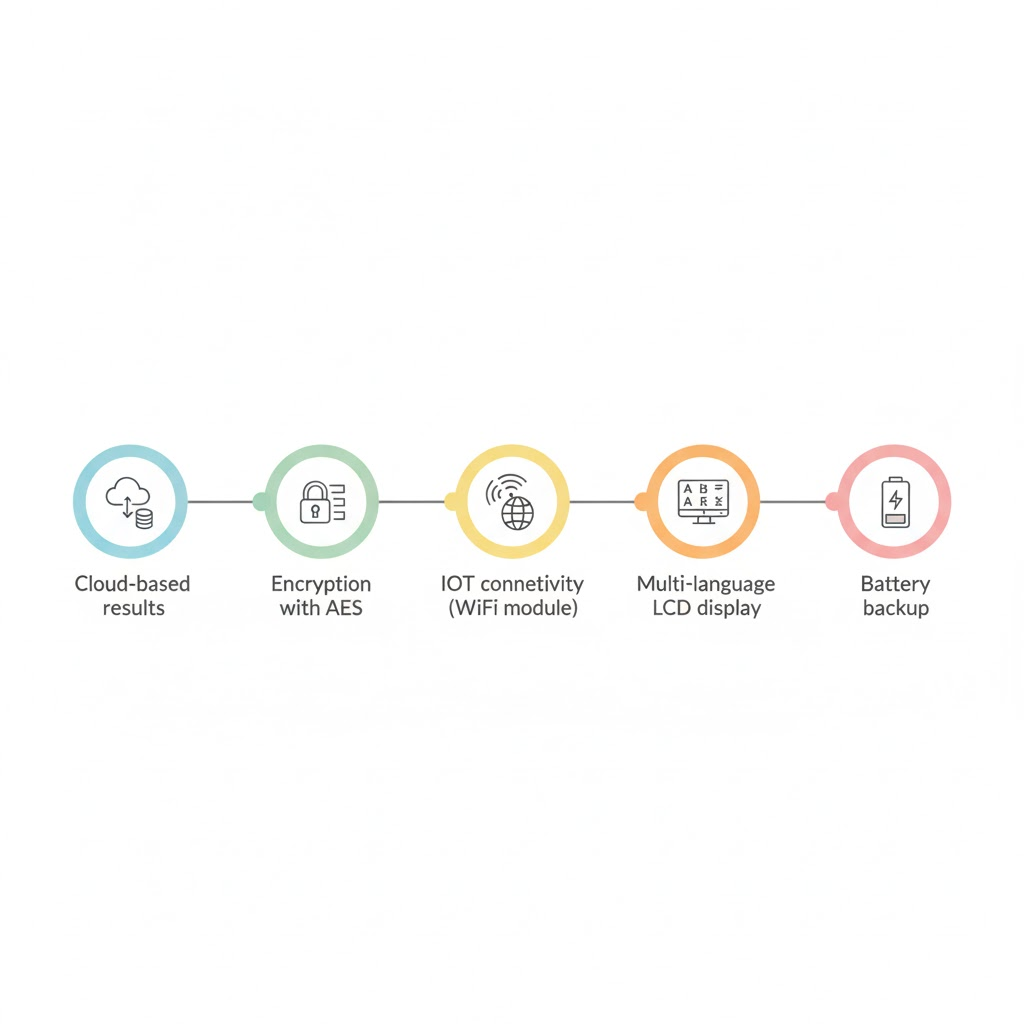 Cloud-based
results
Encryption
with AES
IOT connetivity
(WiFi module)
A B
A R
Multi-language
LCD display
Battery
backup